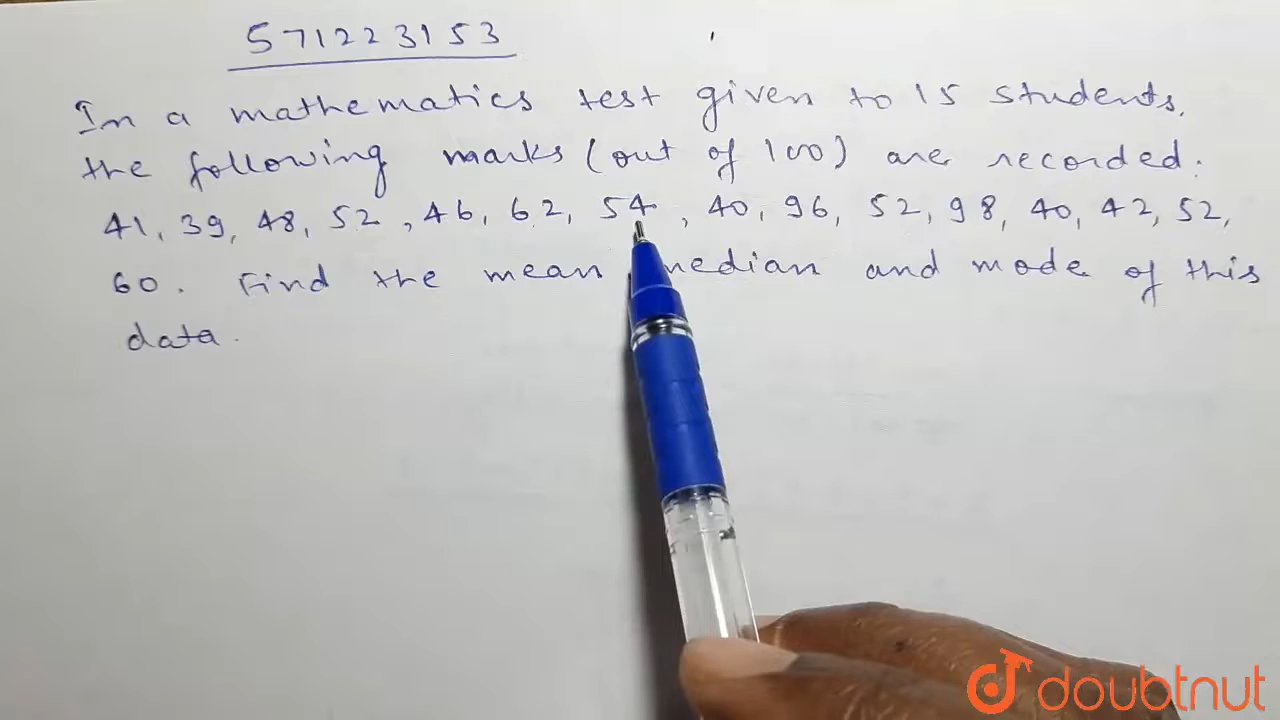 571223153
In a mathematics test given to 15 students,
the following marks (out of 100) are recorded:
41, 39, 48, 52, 46, 62, 54, 40, 96, 52, 98, 40, 42, 52,
60. Find the mean median and mode of this
data.
doubtnut